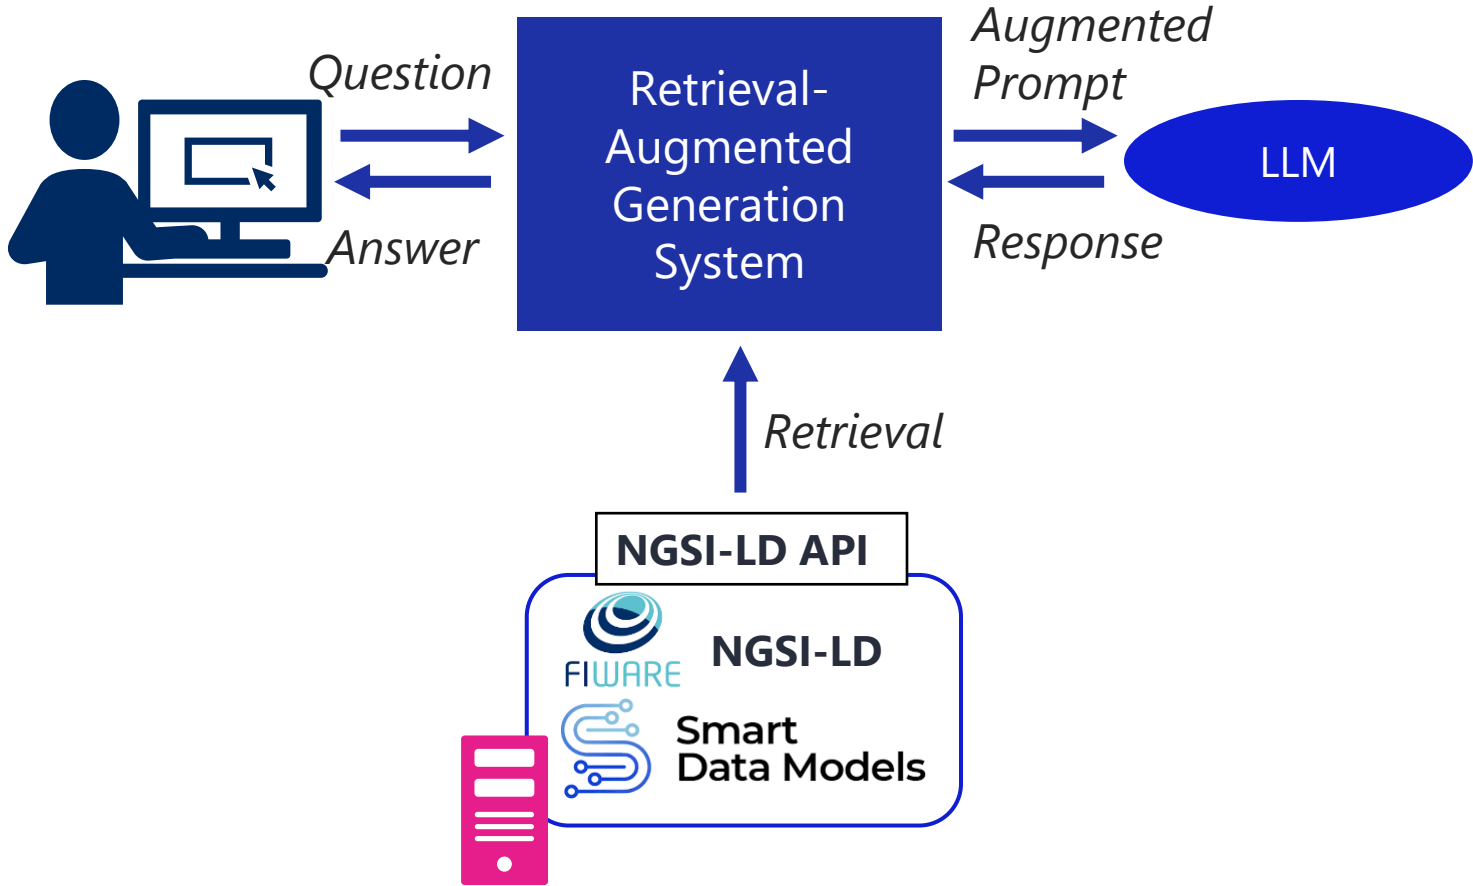 Question
Answer
Retrieval-
Augmented
Generation
System
Augmented
Prompt
LLM
Response
Retrieval
NGSI-LD API
FIWARE
NGSI-LD
Smart
Data Models